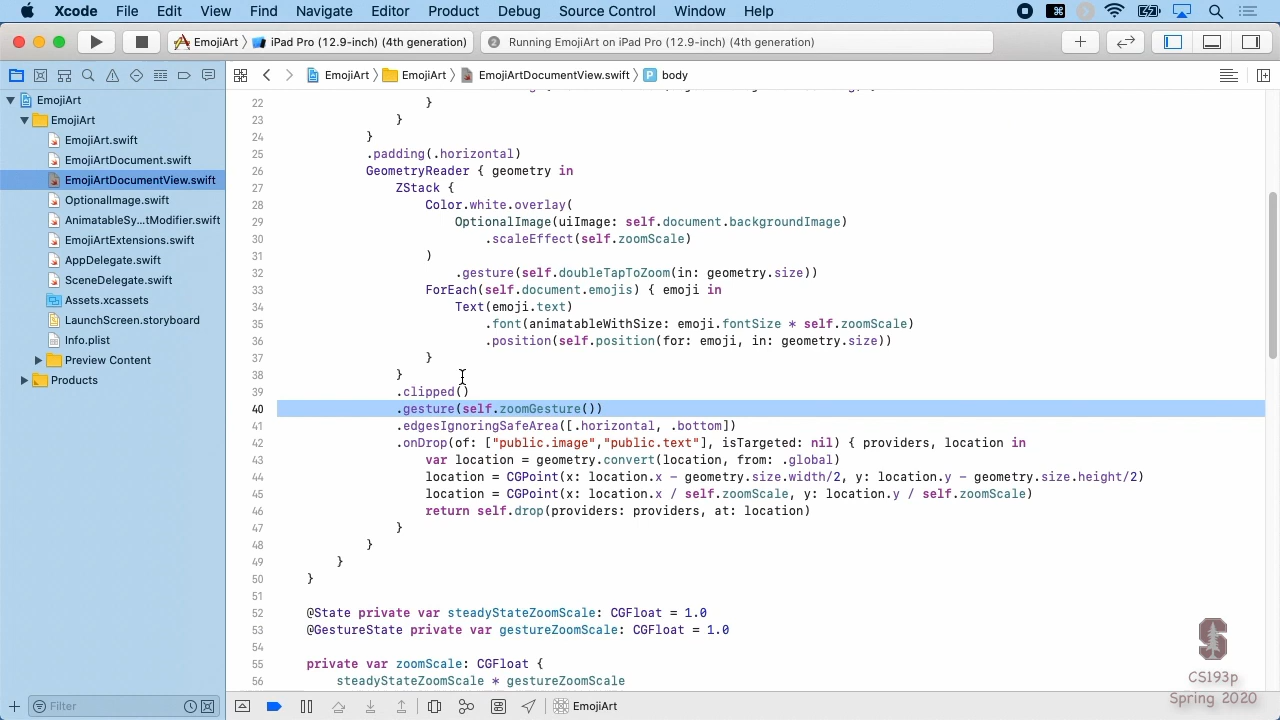 Xcode File Edit View Find Navigate Editor Product Debug Source Control Window Help
EmojiArt iPad Pro (12.9-inch) (4th generation) 2 Running EmojiArt on iPad Pro (12.9-inch) (4th generation)
EmojiArt EmojiArt EmojiArtDocumentView.swift P body
EmojiArt
EmojiArt
EmojiArt.swift
EmojiArtDocument.swift
EmojiArtDocumentView.swift
OptionalImage.swift
AnimatableSy...tModifier.swift
EmojiArtExtensions.swift
AppDelegate.swift
SceneDelegate.swift
Assets.xcassets
LaunchScreen.storyboard
Info.plist
Preview Content
Products
Filter
22 }
23 }
24 }
25 .padding(.horizontal)
26 GeometryReader { geometry in
27 ZStack {
28 Color.white.overlay(
29 OptionalImage(uiImage: self.document.backgroundImage)
30 .scaleEffect(self.zoomScale)
31 )
32 .gesture(self.doubleTapToZoom(in: geometry.size))
33 ForEach(self.document.emojis) { emoji in
34 Text(emoji.text)
35 .font(animatableWithSize: emoji.fontSize * self.zoomScale)
36 .position(self.position(for: emoji, in: geometry.size))
37 }
38 }
39 .clipped()
40 .gesture(self.zoomGesture())
41 .edgesIgnoringSafeArea([.horizontal, .bottom])
42 .onDrop(of: ["public.image","public.text"], isTargeted: nil) { providers, location in
43 var location = geometry.convert(location, from: .global)
44 location = CGPoint(x: location.x - geometry.size.width/2, y: location.y - geometry.size.height/2)
45 location = CGPoint(x: location.x / self.zoomScale, y: location.y / self.zoomScale)
46 return self.drop(providers: providers, at: location)
47 }
48 }
49 }
50 }
51
52 @State private var steadyStateZoomScale: CGFloat = 1.0
53 @GestureState private var gestureZoomScale: CGFloat = 1.0
54
55 private var zoomScale: CGFloat {
56 steadyStateZoomScale * gestureZoomScale
EmojiArt
S
CS193p
Spring 2020